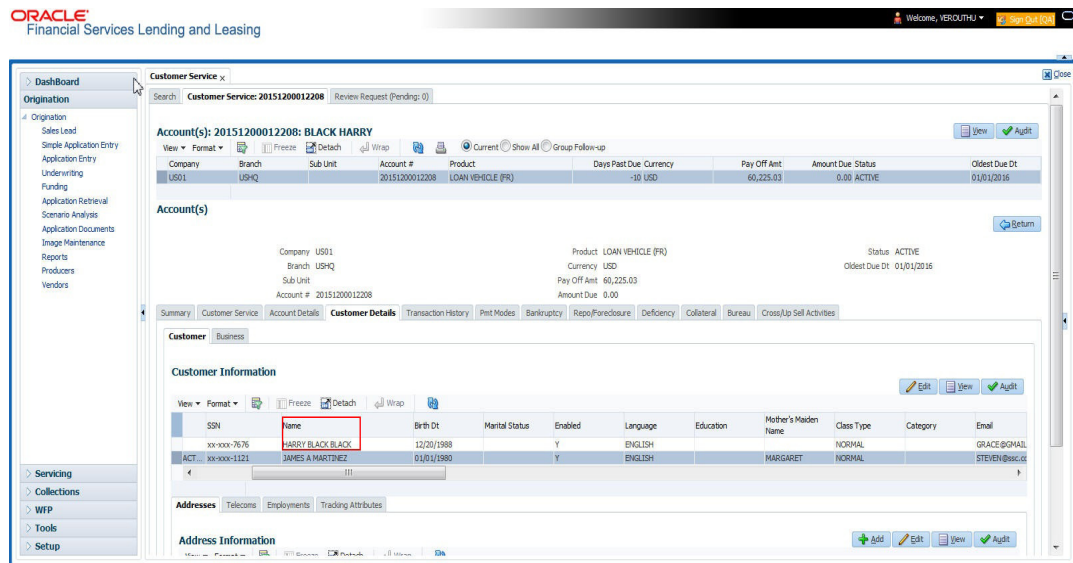 ORACLE
Financial Services Lending and Leasing
Welcome, VEROUTHU
Sign Out [QA]
DashBoard
Origination
Origination
Sales Lead
Simple Application Entry
Application Entry
Underwriting
Funding
Application Retrieval
Scenario Analysis
Application Documents
Image Maintenance
Reports
Producers
Vendors
Servicing
Collections
WFP
Tools
Setup
Customer Service x
Close
Search Customer Service: 20151200012208 Review Request (Pending: 0)
Account(s): 20151200012208: BLACK HARRY
View Audit
View Format Freeze Detach Wrap Current Show All Group Follow-up
Company Branch Sub Unit Account # Product Days Past Due Currency Pay Off Amt Amount Due Status Oldest Due Dt
US01 USHQ 20151200012208 LOAN VEHICLE (FR) -10 USD 60,225.03 0.00 ACTIVE 01/01/2016
Account(s)
Return
Company US01 Product LOAN VEHICLE (FR) Status ACTIVE
Branch USHQ Currency USD Oldest Due Dt 01/01/2016
Sub Unit Pay Off Amt 60,225.03
Account # 20151200012208 Amount Due 0.00
Summary Customer Service Account Details Customer Details Transaction History Pmt Modes Bankruptcy Repo/Foreclosure Deficiency Collateral Bureau Cross/Up Sell Activities
Customer Business
Customer Information
Edit View Audit
View Format Freeze Detach Wrap
SSN Name Birth Dt Marital Status Enabled Language Education Mother's Maiden Name Class Type Category Email
xx-xxx-7676 HARRY BLACK BLACK 12/20/1988 Y ENGLISH NORMAL GRACE@GMAIL
ACT... xx-xxx-1121 JAMES A MARTINEZ 01/01/1980 Y ENGLISH MARGARET NORMAL STEVEN@ssc.cc
Addresses Telecoms Employments Tracking Attributes
Address Information
Add Edit View Audit
View Format Freeze Detach Wrap